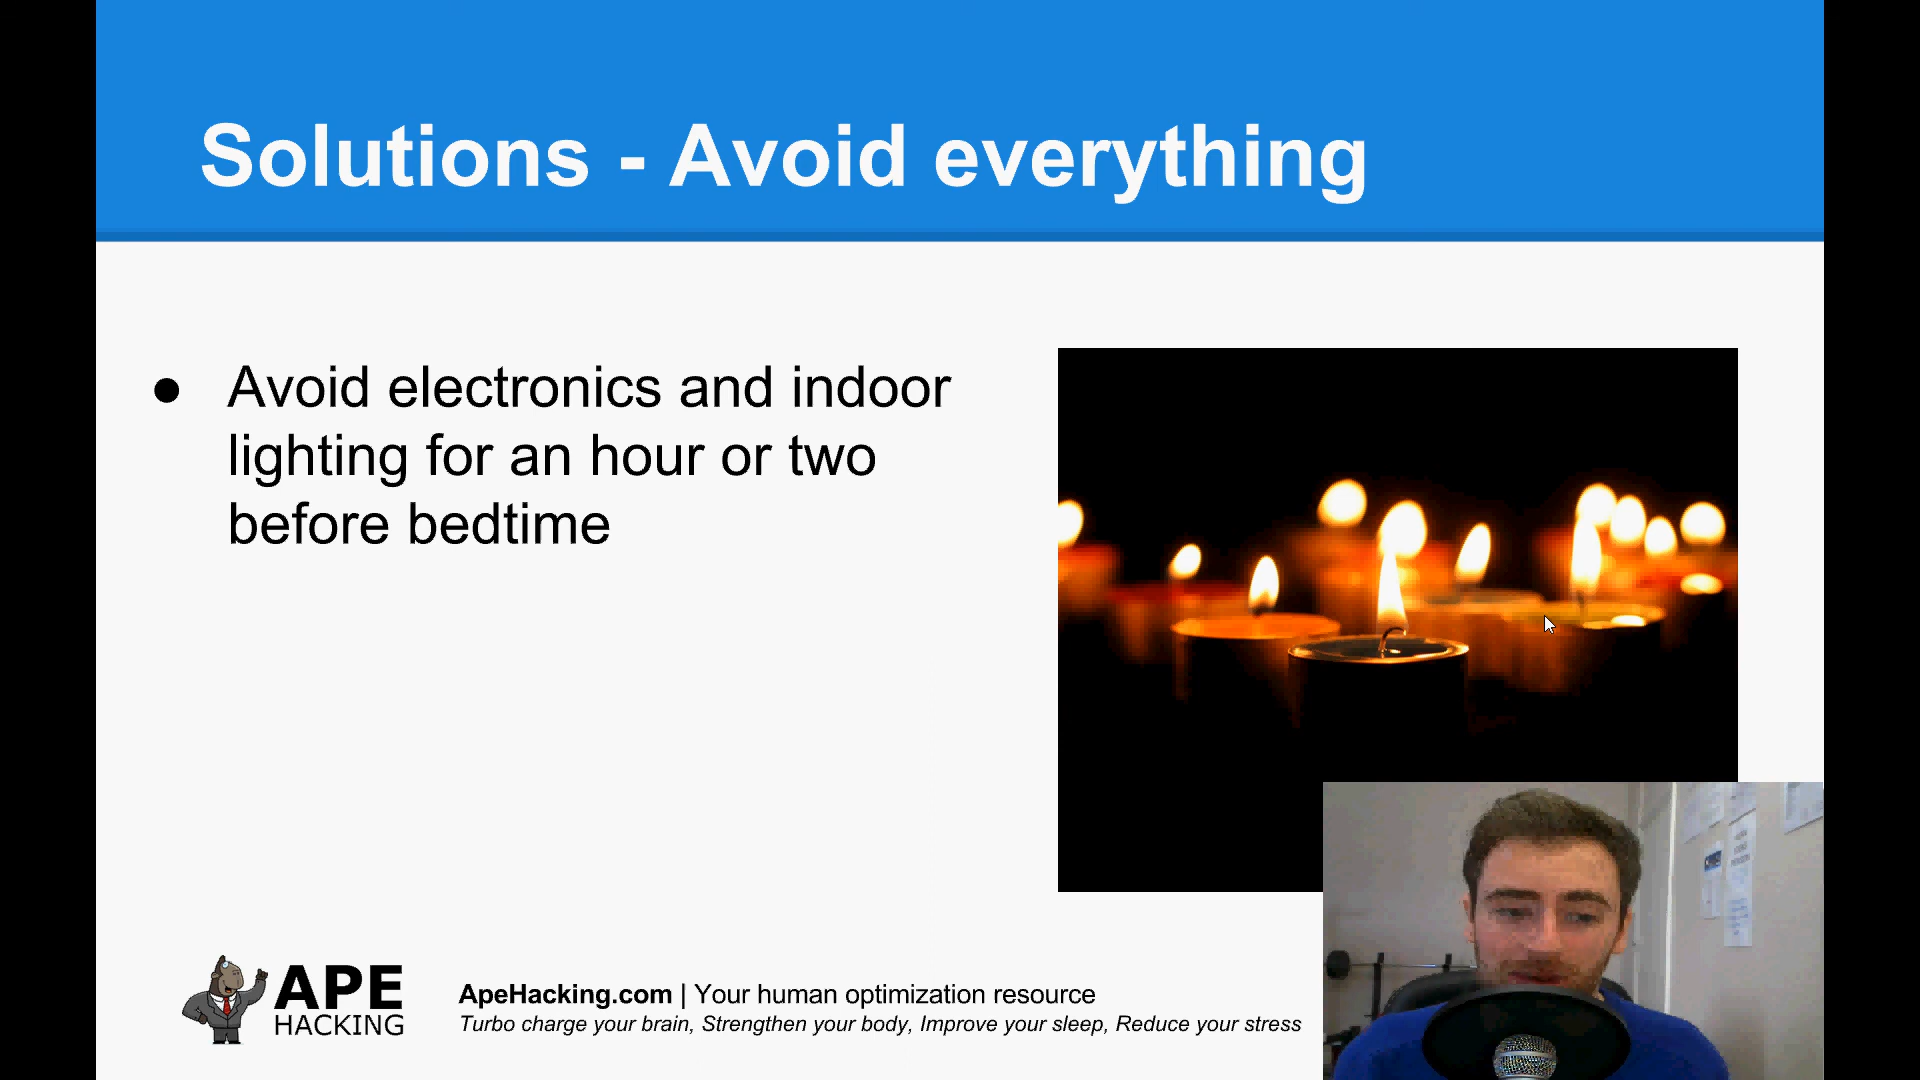 Solutions - Avoid everything
● Avoid electronics and indoor
lighting for an hour or two
before bedtime
APE
HACKING
ApeHacking.com | Your human optimization resource
Turbo charge your brain, Strengthen your body, Improve your sleep, Reduce your stress